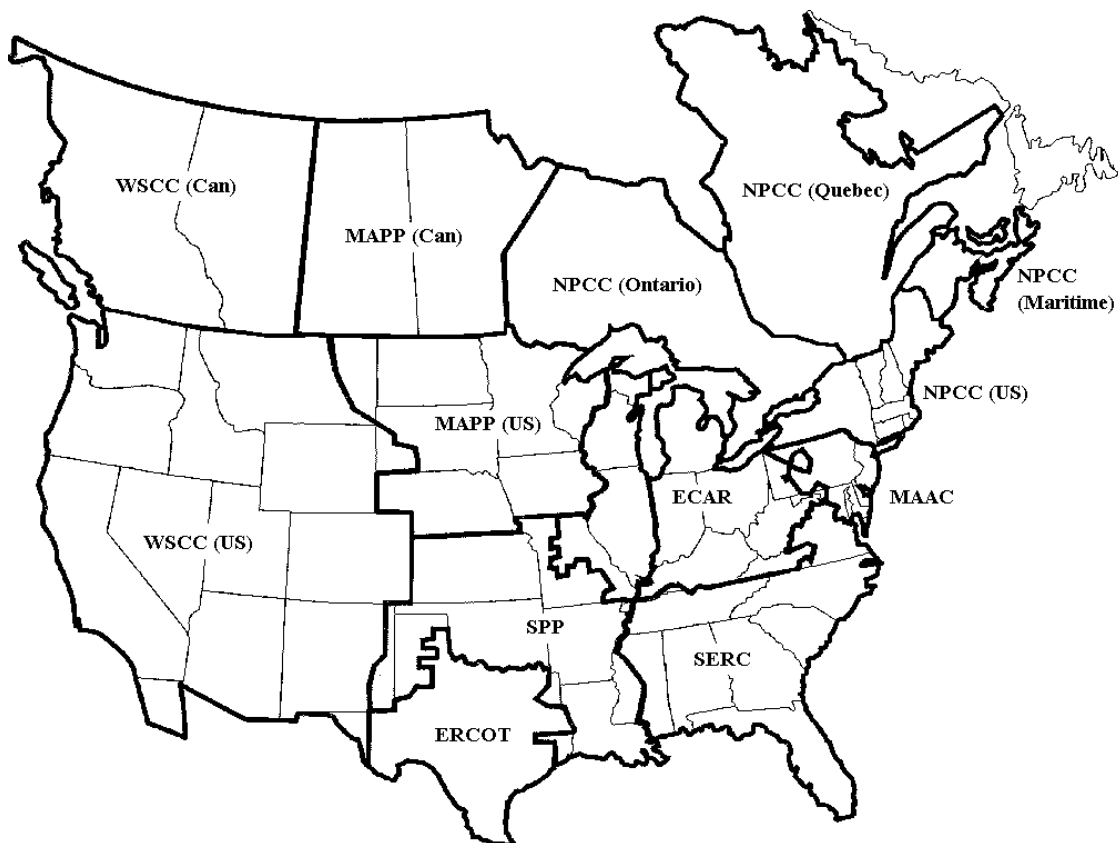 WSCC (Can)
NPCC (Quebec)
MAPP (Can)
NPCC (Ontario)
NPCC
(Maritime)
NPCC (US)
MAPP (US)
ECAR
MAAC
WSCC (US)
SPP
SERC
ERCOT